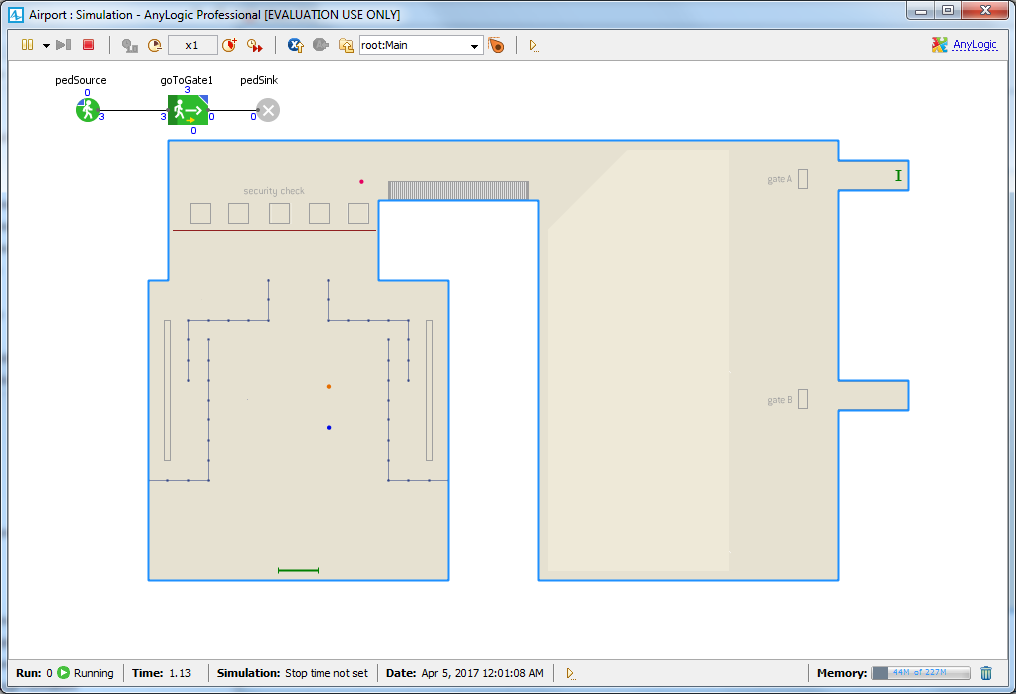 Airport : Simulation - AnyLogic Professional [EVALUATION USE ONLY]
x1
root:Main
AnyLogic
pedSource
goToGate1
pedSink
0
3
3
3
0
0
0
security check
gate A
gate B
Run: 0 Running
Time: 1.13
Simulation: Stop time not set
Date: Apr 5, 2017 12:01:08 AM
Memory: 44M of 227M